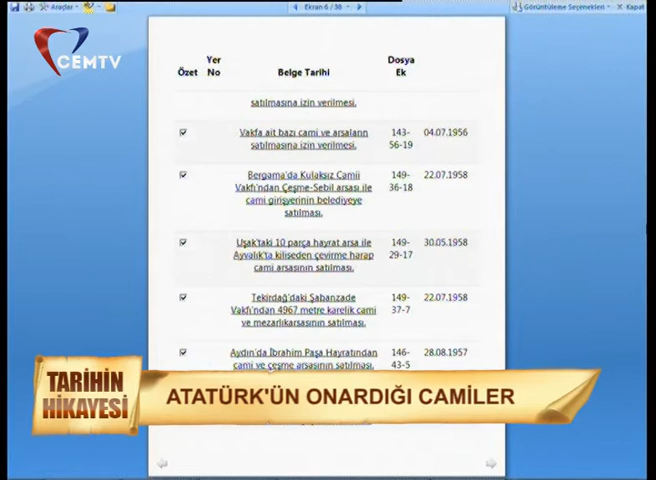 Araçlar
Ekran 6 / 38
Görüntüleme Seçenekleri
Kapat
CEMTV
Özet
Yer No
Belge Tarihi
Dosya Ek
satılmasına izin verilmesi.
Vakfa ait bazı cami ve arsaların
satılmasına izin verilmesi.
143-
56-19
04.07.1956
Bergama'da Kulaksız Camii
Vakfı'ndan Çeşme-Sebil arsası ile
cami girişyerinin belediyeye
satılması.
149-
36-18
22.07.1958
Uşak'taki 10 parça hayrat arsa ile
Ayvalık'ta kiliseden çevirme harap
cami arsasının satılması.
149-
29-17
30.05.1958
Tekirdağ'daki Şabanzade
Vakfı'ndan 4967 metre karelik cami
ve mezarlıkarsasının satılması.
149-
37-7
22.07.1958
Aydın'da İbrahim Paşa Hayratından
cami ve çeşme arsasının satılması.
146-
43-5
28.08.1957
TARİHİN
HİKAYESİ
ATATÜRK'ÜN ONARDIĞI CAMİLER